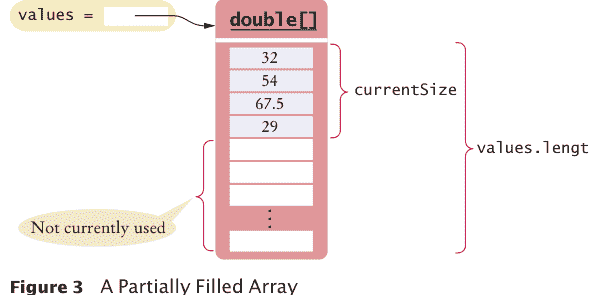 values =
double[]
32
54
67.5
29
currentSize
values.lengt
Not currently used
Figure 3 A Partially Filled Array